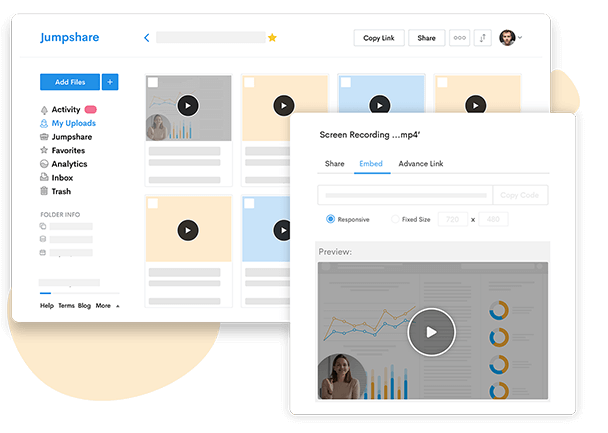 Jumpshare
Copy Link
Share
Add Files
+
Activity
My Uploads
Jumpshare
Favorites
Analytics
Inbox
Trash
FOLDER INFO
Help Terms Blog More
Screen Recording ...mp4'
Share Embed Advance Link
Copy Code
Responsive Fixed Size 720 x 480
Preview: